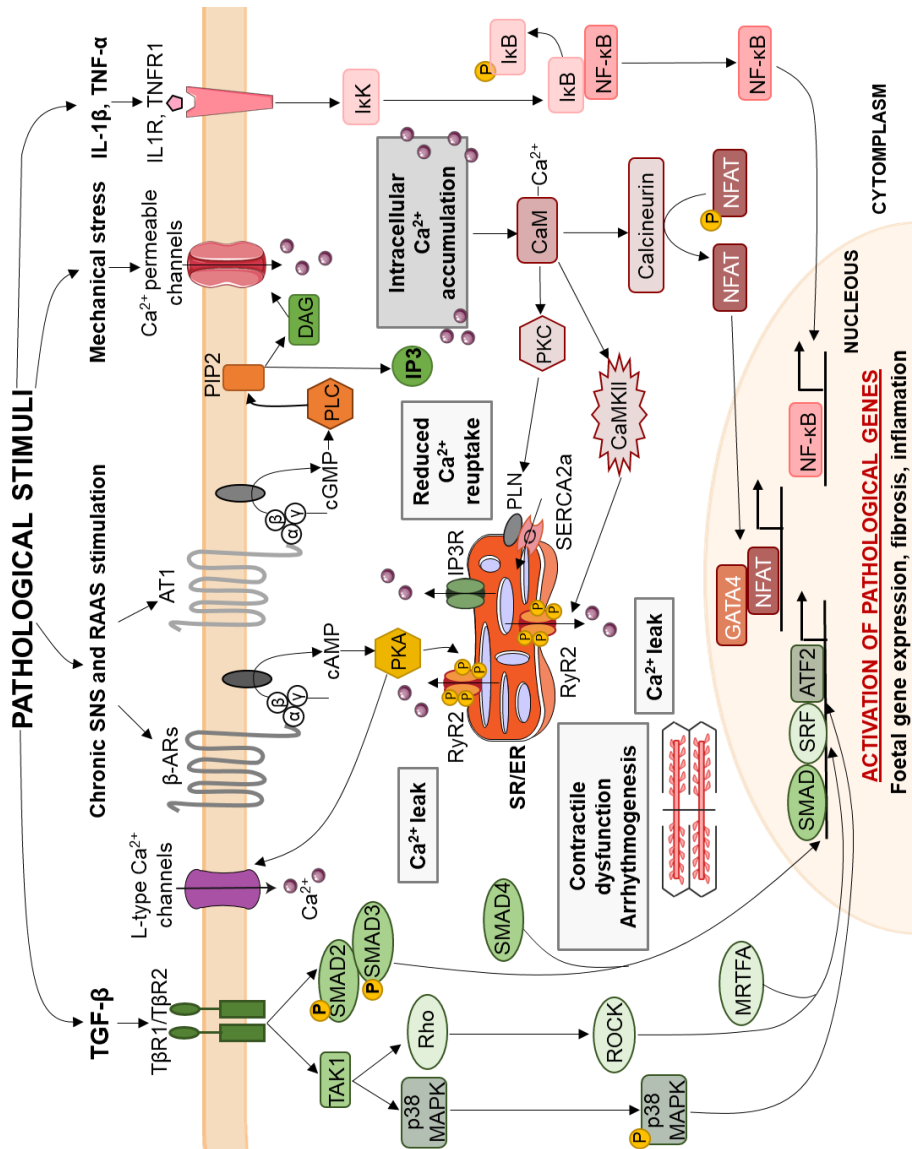 PATHOLOGICAL STIMULI
TGF-β
Chronic SNS and RAAS stimulation
Mechanical stress
IL-1β, TNF-α
TβR1/TβR2
L-type Ca²⁺
channels
β-ARs
AT1
PIP2
Ca²⁺ permeable
channels
IL1R, TNFR1
Ca²⁺
α
β
γ
cAMP
PKA
α
β
γ
cGMP
PLC
DAG
IP3
IκK
P
SMAD2
P
SMAD3
TAK1
Rho
p38
MAPK
ROCK
P
p38
MAPK
SMAD4
MRTFA
Ca²⁺ leak
RyR2
P
P
P
P
SR/ER
IP3R
PLN
SERCA2a
P
P
P
P
RyR2
Ca²⁺ leak
Reduced
Ca²⁺
reuptake
Contractile
dysfunction
Arrhythmogenesis
Intracellular
Ca²⁺
accumulation
CaM
Ca²⁺
PKC
CaMKII
Calcineurin
P
NFAT
NFAT
P
IκB
IκB
NF-κB
NF-κB
CYTOMPLASM
NUCLEOUS
SMAD
SRF
ATF2
GATA4
NFAT
NF-κB
ACTIVATION OF PATHOLOGICAL GENES
Foetal gene expression, fibrosis, inflamation